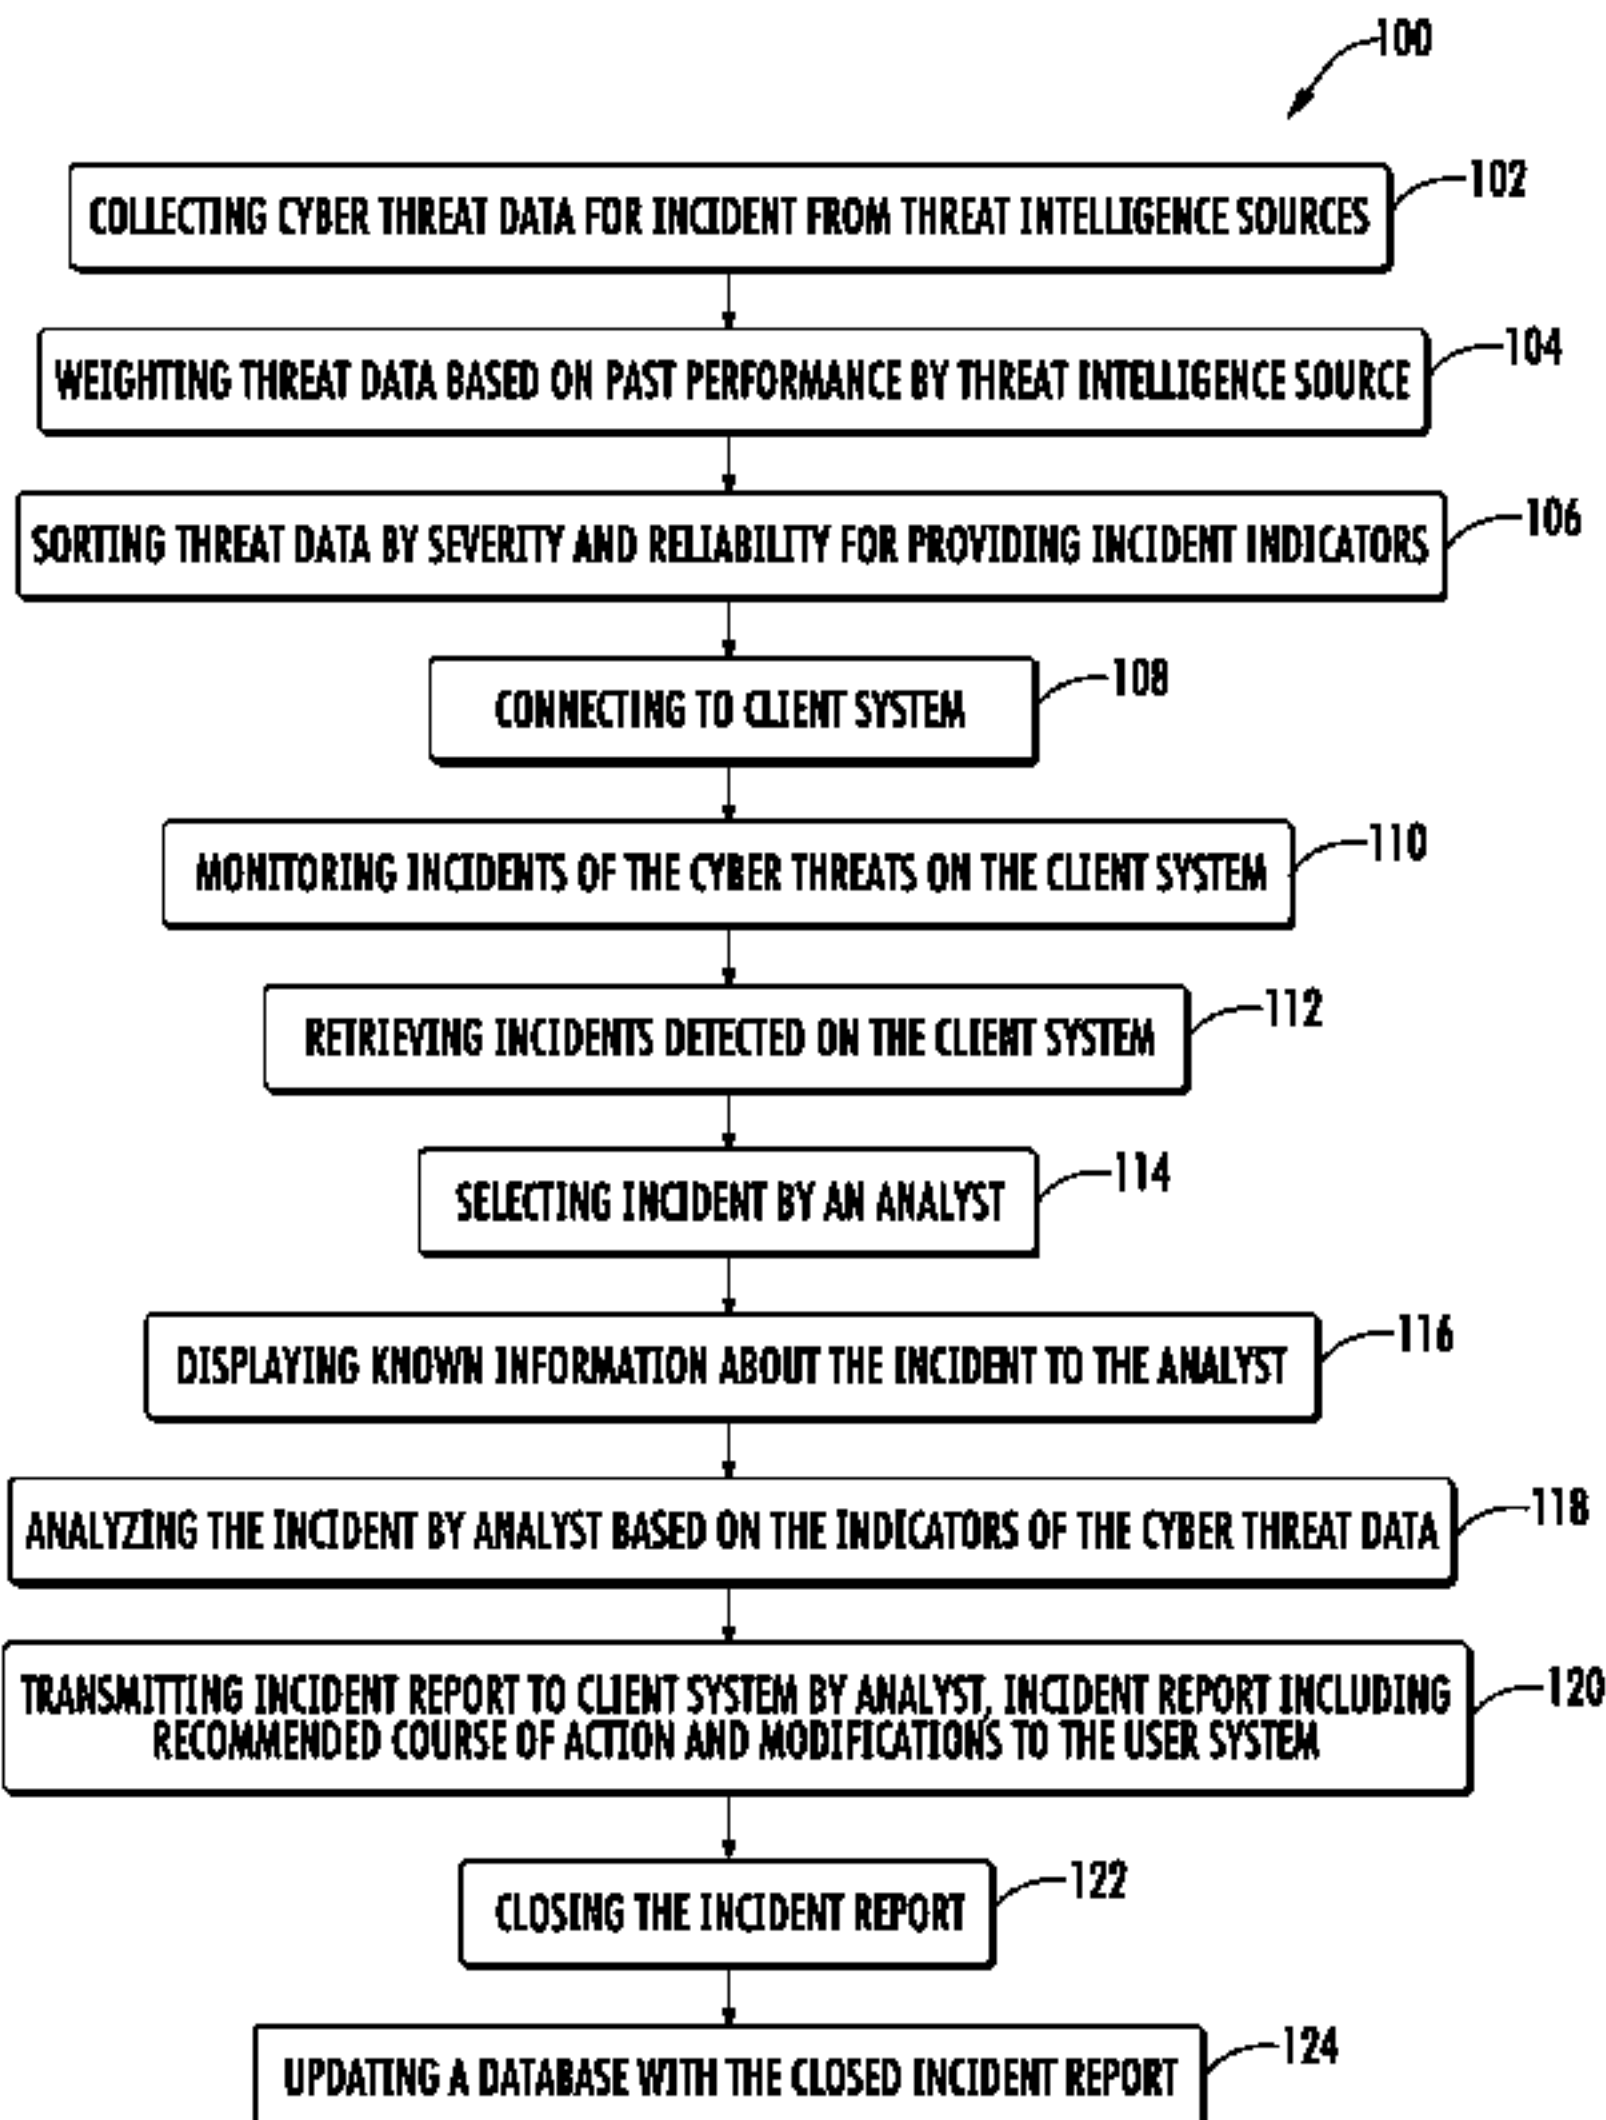 100
COLLECTING CYBER THREAT DATA FOR INCIDENT FROM THREAT INTELLIGENCE SOURCES
102
WEIGHTING THREAT DATA BASED ON PAST PERFORMANCE BY THREAT INTELLIGENCE SOURCE
104
SORTING THREAT DATA BY SEVERITY AND RELIABILITY FOR PROVIDING INCIDENT INDICATORS
106
CONNECTING TO CLIENT SYSTEM
108
MONITORING INCIDENTS OF THE CYBER THREATS ON THE CLIENT SYSTEM
110
RETRIEVING INCIDENTS DETECTED ON THE CLIENT SYSTEM
112
SELECTING INCIDENT BY AN ANALYST
114
DISPLAYING KNOWN INFORMATION ABOUT THE INCIDENT TO THE ANALYST
116
ANALYZING THE INCIDENT BY ANALYST BASED ON THE INDICATORS OF THE CYBER THREAT DATA
118
TRANSMITTING INCIDENT REPORT TO CLIENT SYSTEM BY ANALYST, INCIDENT REPORT INCLUDING
RECOMMENDED COURSE OF ACTION AND MODIFICATIONS TO THE USER SYSTEM
120
CLOSING THE INCIDENT REPORT
122
UPDATING A DATABASE WITH THE CLOSED INCIDENT REPORT
124